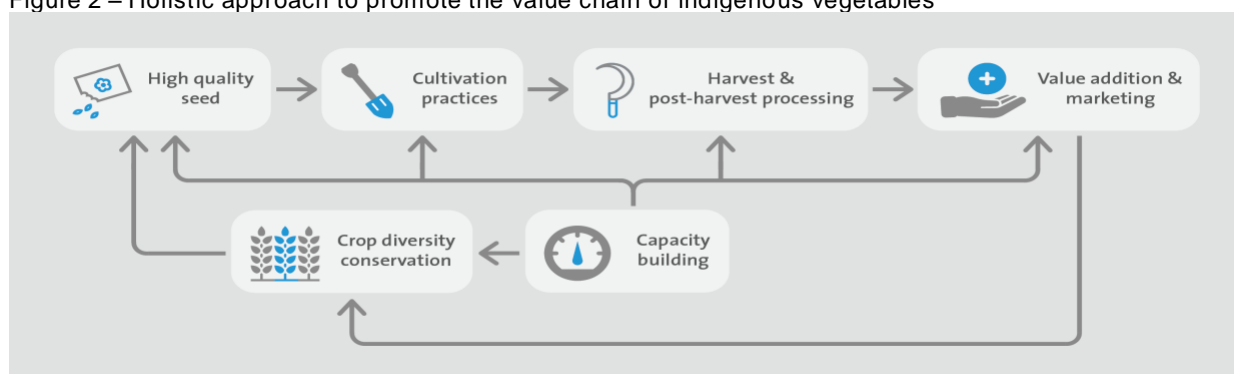 Figure 2 – Holistic approach to promote the value chain of indigenous vegetables
High quality
seed
Cultivation
practices
Harvest &
post-harvest processing
Value addition &
marketing
Crop diversity
conservation
Capacity
building